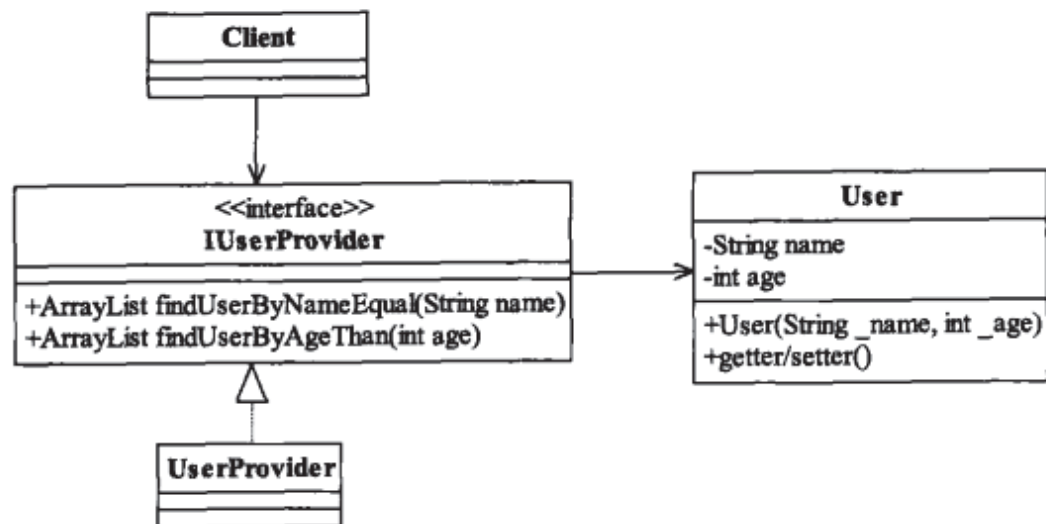 Client
<<interface>>
IUserProvider
+ArrayList findUserByNameEqual(String name)
+ArrayList findUserByAgeThan(int age)
User
-String name
-int age
+User(String _name, int _age)
+getter/setter()
UserProvider